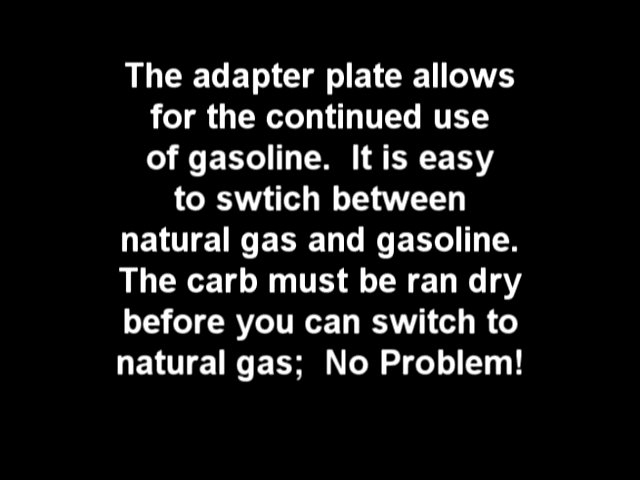 The adapter plate allows
for the continued use
of gasoline.  It is easy
to swtich between
natural gas and gasoline.
The carb must be ran dry
before you can switch to
natural gas;  No Problem!